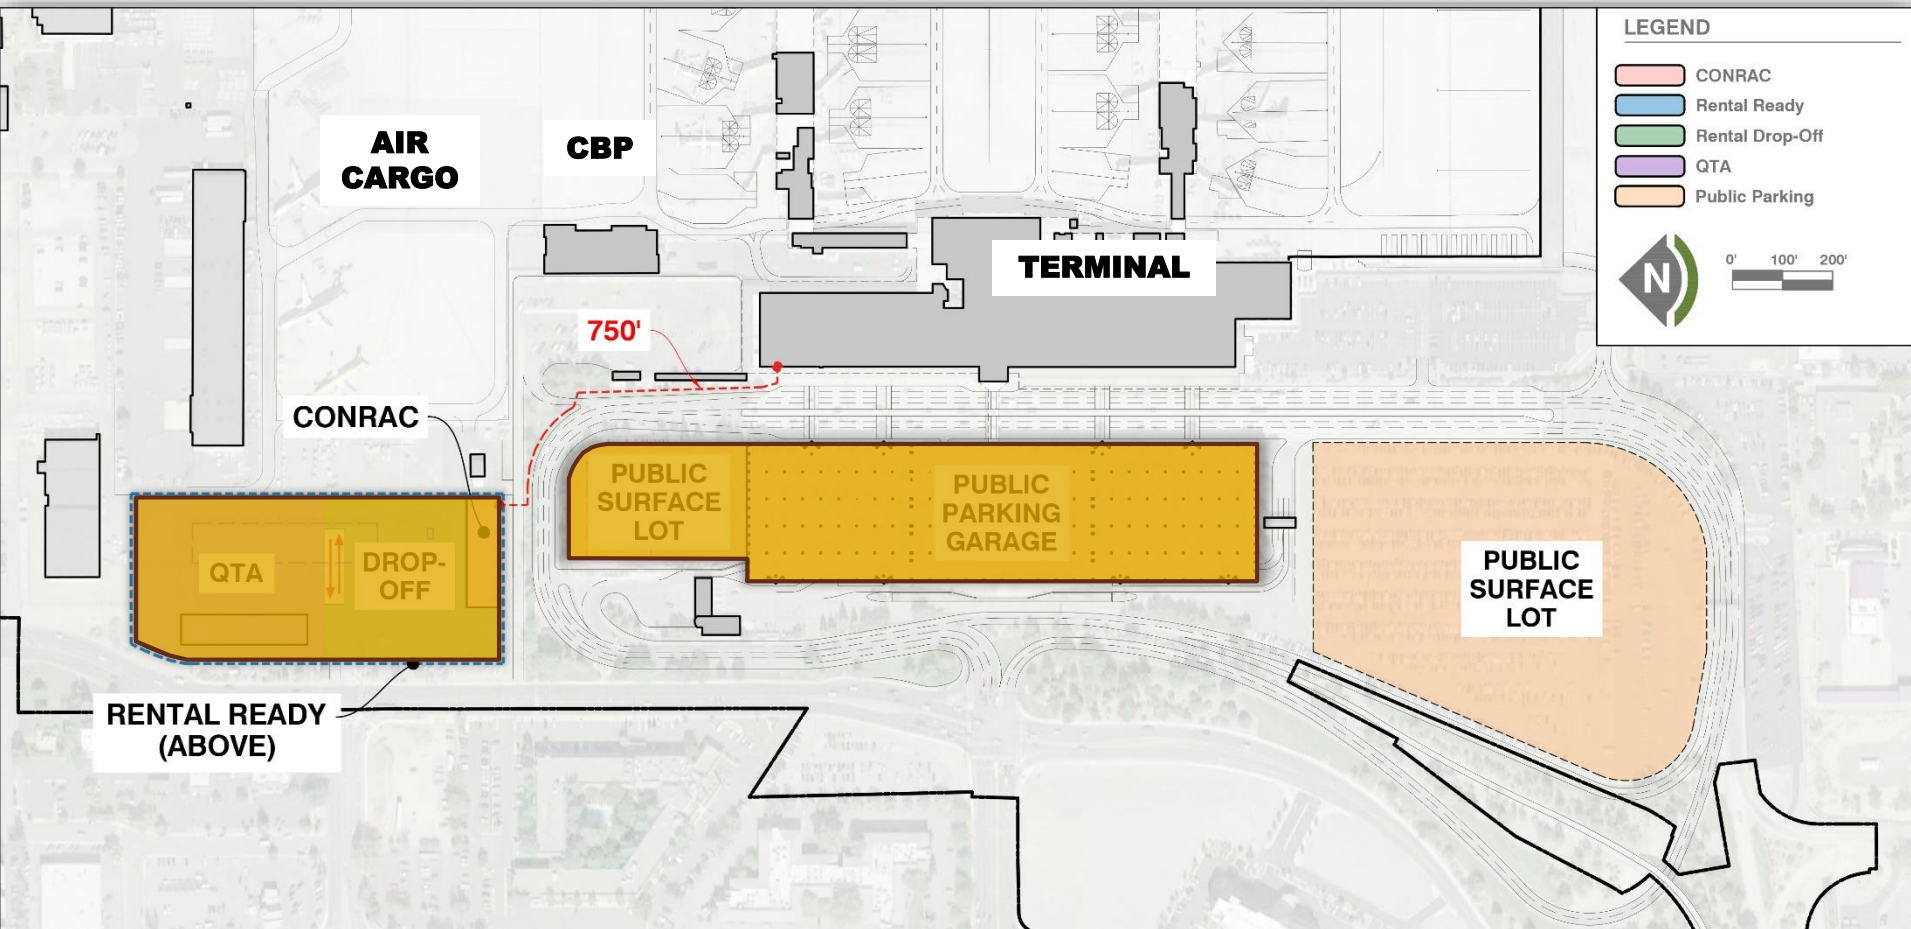 LEGEND
CONRAC
Rental Ready
Rental Drop-Off
QTA
Public Parking
N
0'
100'
200'
AIR
CARGO
CBP
TERMINAL
750'
CONRAC
PUBLIC
SURFACE
LOT
PUBLIC
PARKING
GARAGE
QTA
DROP-
OFF
PUBLIC
SURFACE
LOT
RENTAL READY
(ABOVE)